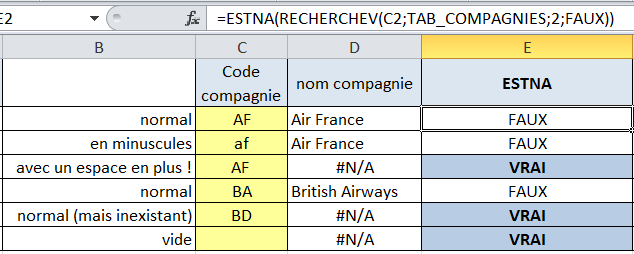 E2 fx =ESTNA(RECHERCHEV(C2;TAB_COMPAGNIES;2;FAUX))
B C D E
Code compagnie nom compagnie ESTNA
normal AF Air France FAUX
en minuscules af Air France FAUX
avec un espace en plus ! AF #N/A VRAI
normal BA British Airways FAUX
normal (mais inexistant) BD #N/A VRAI
vide #N/A VRAI